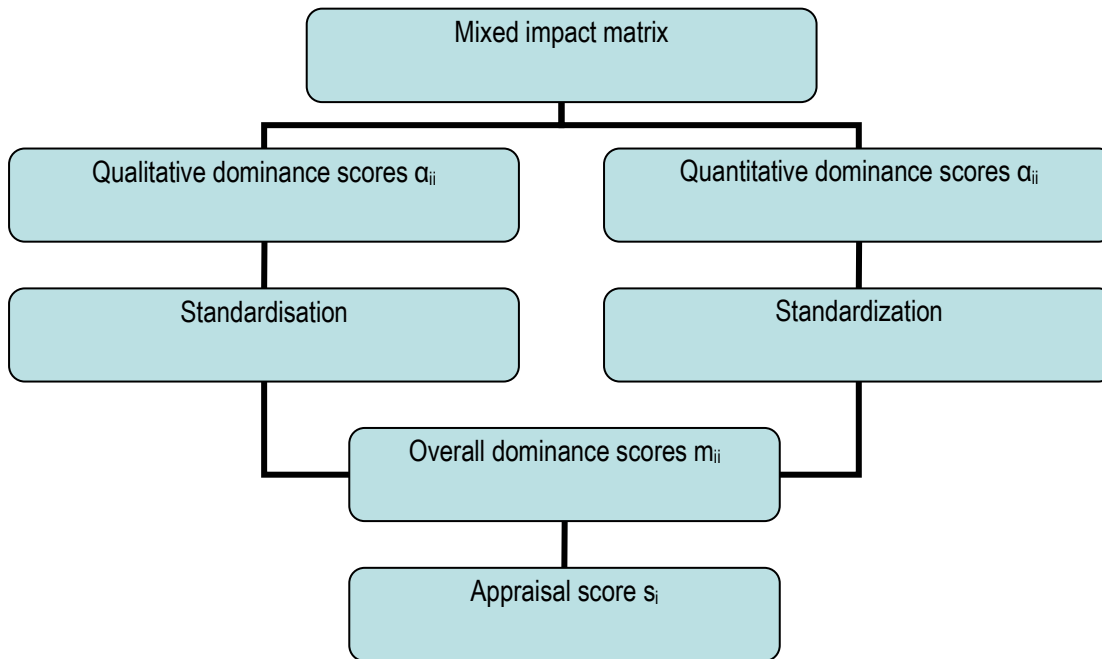 Mixed impact matrix
Qualitative dominance scores αᵢᵢ
Quantitative dominance scores αᵢᵢ
Standardisation
Standardization
Overall dominance scores mᵢᵢ
Appraisal score sᵢ